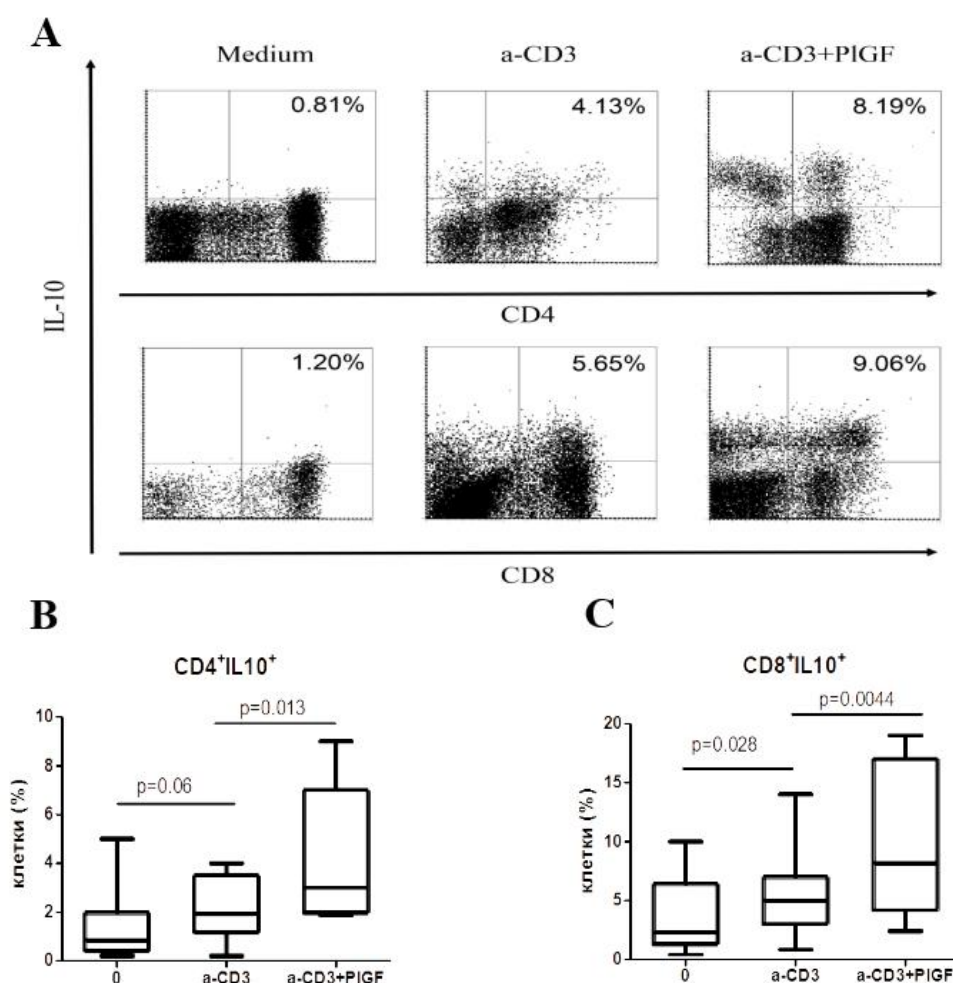 A
Medium a-CD3 a-CD3+PlGF
0.81% 4.13% 8.19%
IL-10
CD4
1.20% 5.65% 9.06%
CD8
B
CD4⁺IL10⁺
клетки (%)
10
8
6
4
2
0
p=0.013
p=0.06
0 a-CD3 a-CD3+PlGF
C
CD8⁺IL10⁺
клетки (%)
20
15
10
5
0
p=0.0044
p=0.028
0 a-CD3 a-CD3+PlGF